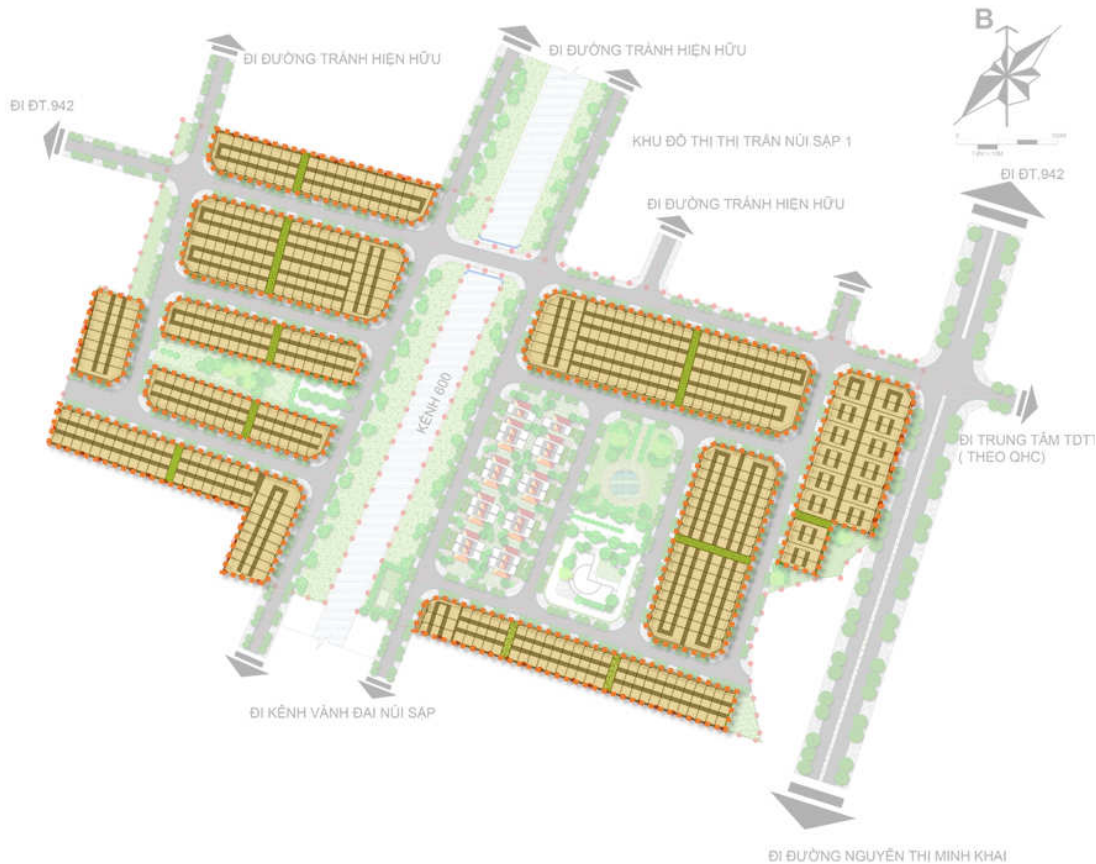 B
ĐI ĐƯỜNG TRÁNH HIỆN HỮU
ĐI ĐƯỜNG TRÁNH HIỆN HỮU
ĐI ĐT.942
KHU ĐÔ THỊ THỊ TRẤN NÚI SẬP 1
ĐI ĐT.942
ĐI ĐƯỜNG TRÁNH HIỆN HỮU
KÊNH 600
ĐI TRUNG TÂM TDTT
( THEO QHC)
ĐI KÊNH VÀNH ĐAI NÚI SẬP
ĐI ĐƯỜNG NGUYỄN THỊ MINH KHAI